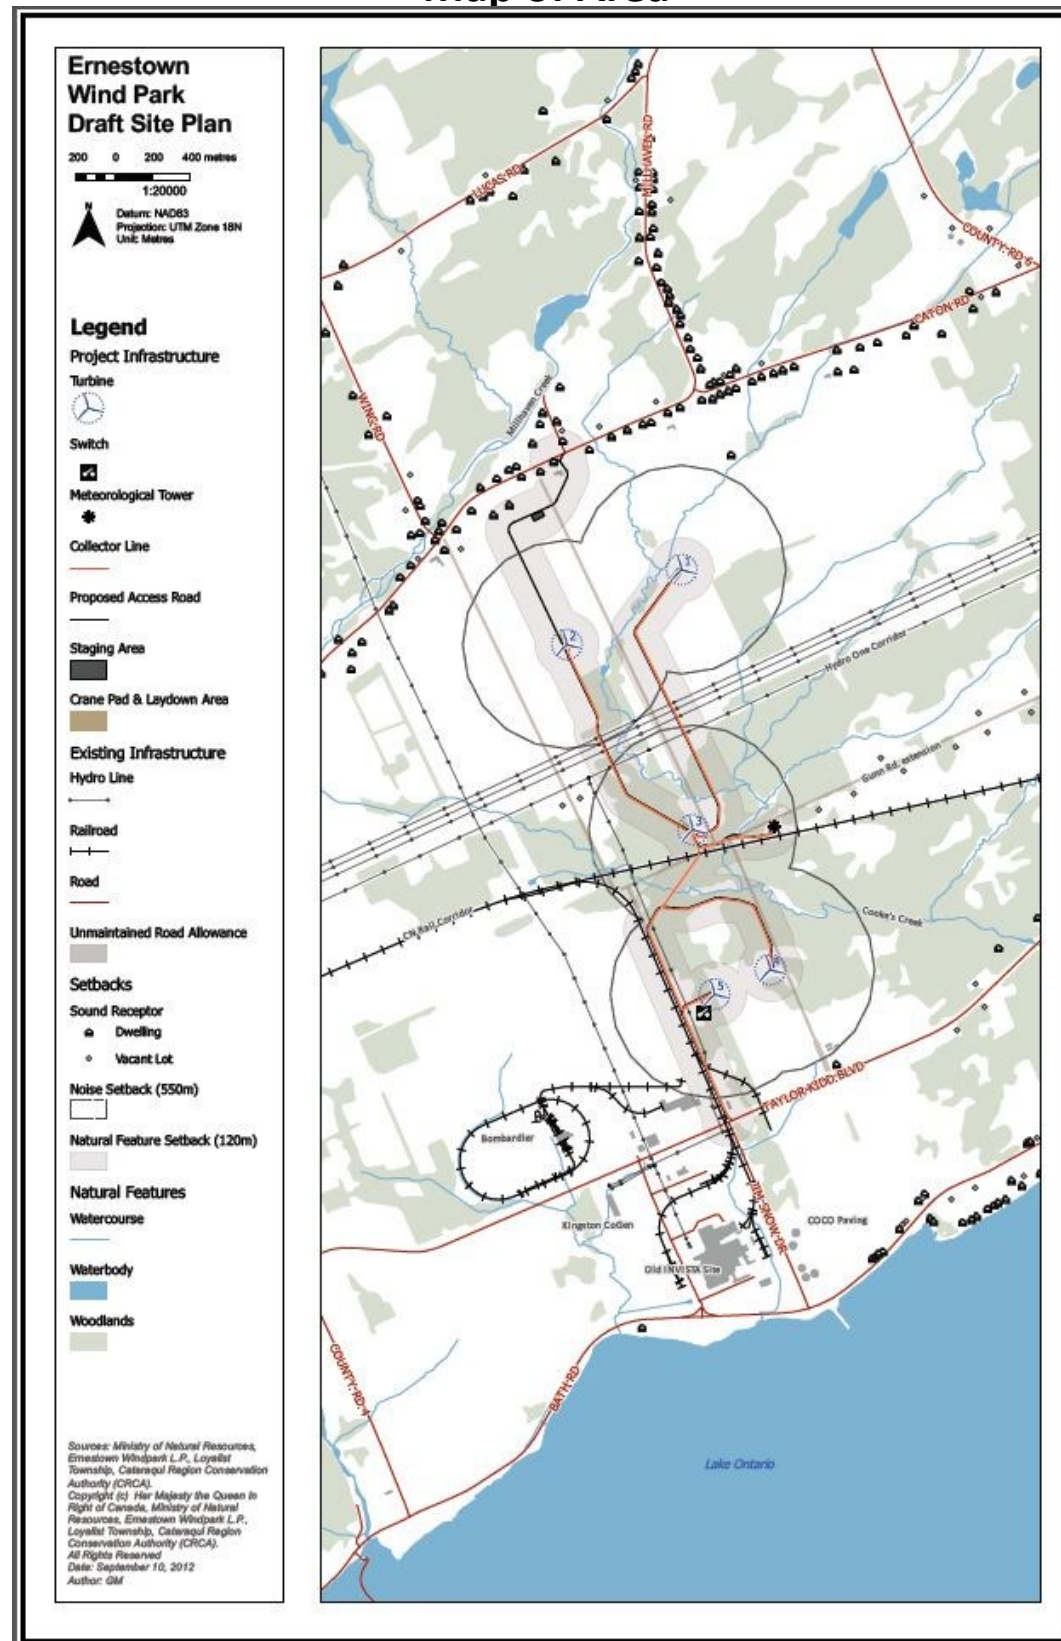 Map of Area
Ernestown
Wind Park
Draft Site Plan
200 0 200 400 metres
1:20000
N
Datum: NAD83
Projection: UTM Zone 18N
Unit: Metres
Legend
Project Infrastructure
Turbine
Switch
Meteorological Tower
Collector Line
Proposed Access Road
Staging Area
Crane Pad & Laydown Area
Existing Infrastructure
Hydro Line
Railroad
Road
Unmaintained Road Allowance
Setbacks
Sound Receptor
Dwelling
Vacant Lot
Noise Setback (550m)
Natural Feature Setback (120m)
Natural Features
Watercourse
Waterbody
Woodlands
Sources: Ministry of Natural Resources,
Ernestown Windpark L.P., Loyalist
Township, Cataraqui Region Conservation
Authority (CRCA).
Copyright (c) Her Majesty the Queen in
Right of Canada, Ministry of Natural
Resources, Ernestown Windpark L.P.,
Loyalist Township, Cataraqui Region
Conservation Authority (CRCA).
All Rights Reserved
Date: September 10, 2012
Author: GM
LUCAS RD
MILLHAVEN RD
COUNTY RD 6
CATON RD
WING RD
Millhaven Creek
1
2
Hydro One Corridor
Gunn Rd. extension
3
CN Rail Corridor
Cooke's Creek
4
5
TAYLOR-KIDD BLVD
Bombardier
JIM SNOW DR
Kingston CoGen
COCO Paving
Old INVISTA Site
COUNTY RD 4
BATH RD
Lake Ontario